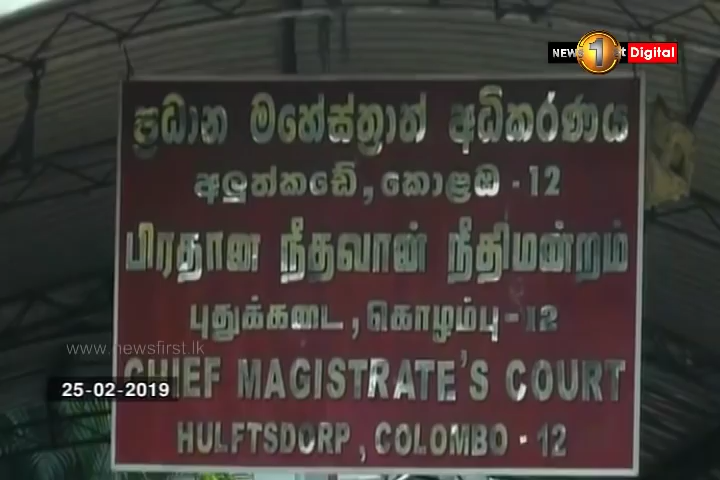 NEWS 1st Digital
ප්‍රධාන මහේස්ත්‍රාත් අධිකරණය
අලුත්කඩේ, කොළඹ - 12
பிரதான நீதவான் நீதிமன்றம்
புதுக்கடை, கொழும்பு - 12
www.newsfirst.lk
CHIEF MAGISTRATE'S COURT
25-02-2019
HULFTSDORP, COLOMBO - 12